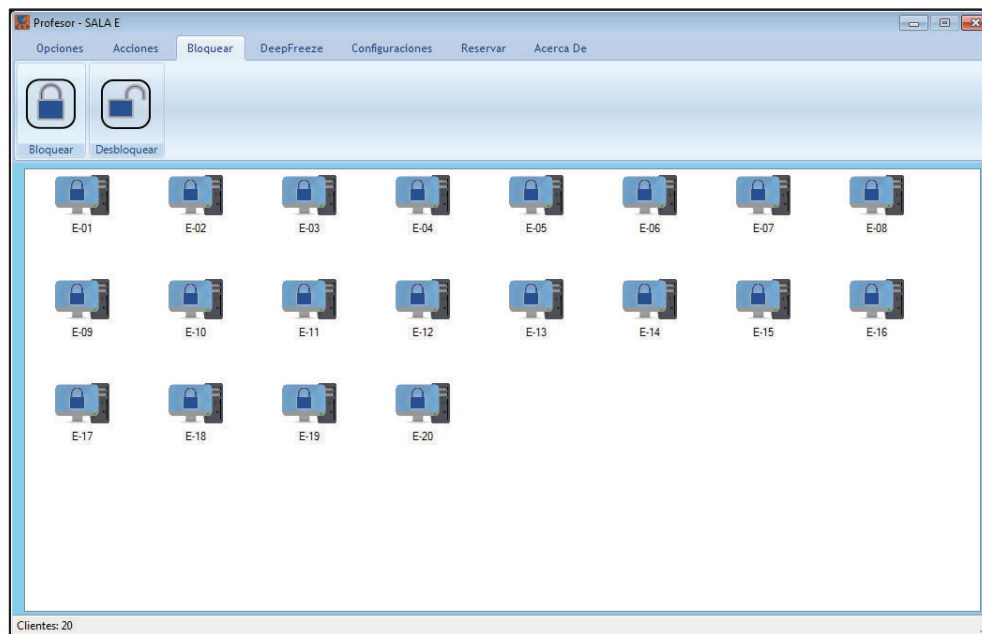 Profesor - SALA E
Opciones Acciones Bloquear DeepFreeze Configuraciones Reservar Acerca De
Bloquear Desbloquear
E-01 E-02 E-03 E-04 E-05 E-06 E-07 E-08
E-09 E-10 E-11 E-12 E-13 E-14 E-15 E-16
E-17 E-18 E-19 E-20
Clientes: 20